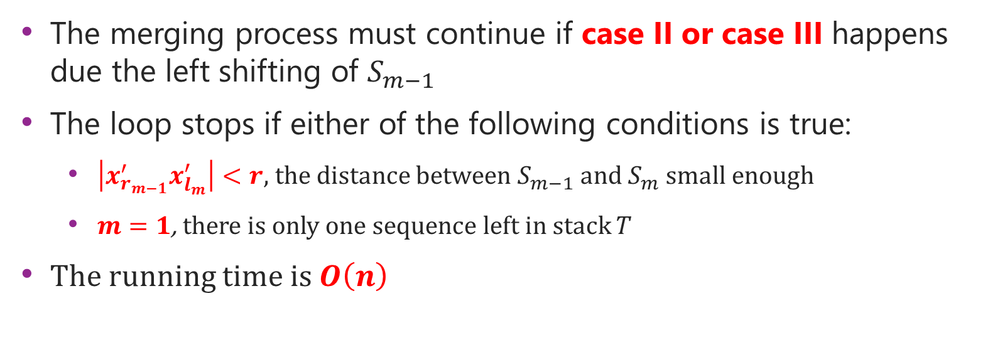 • The merging process must continue if case II or case III happens
due the left shifting of $S_{m-1}$
• The loop stops if either of the following conditions is true:
• $|x'_{r_{m-1}} x'_{l_m}| < r$, the distance between $S_{m-1}$ and $S_m$ small enough
• $m = 1$, there is only one sequence left in stack $T$
• The running time is $O(n)$